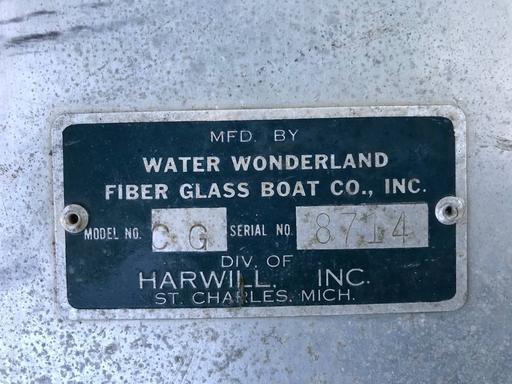 MFD. BY
WATER WONDERLAND
FIBER GLASS BOAT CO., INC.
MODEL NO. CG SERIAL NO. 8714
DIV. OF
HARWILL, INC.
ST. CHARLES, MICH.